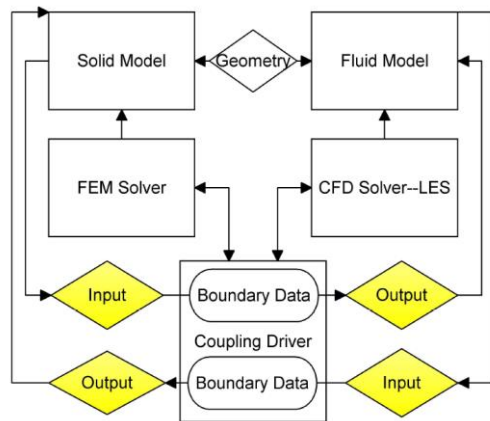 Solid Model
Geometry
Fluid Model
FEM Solver
CFD Solver--LES
Input
Boundary Data
Output
Coupling Driver
Output
Boundary Data
Input